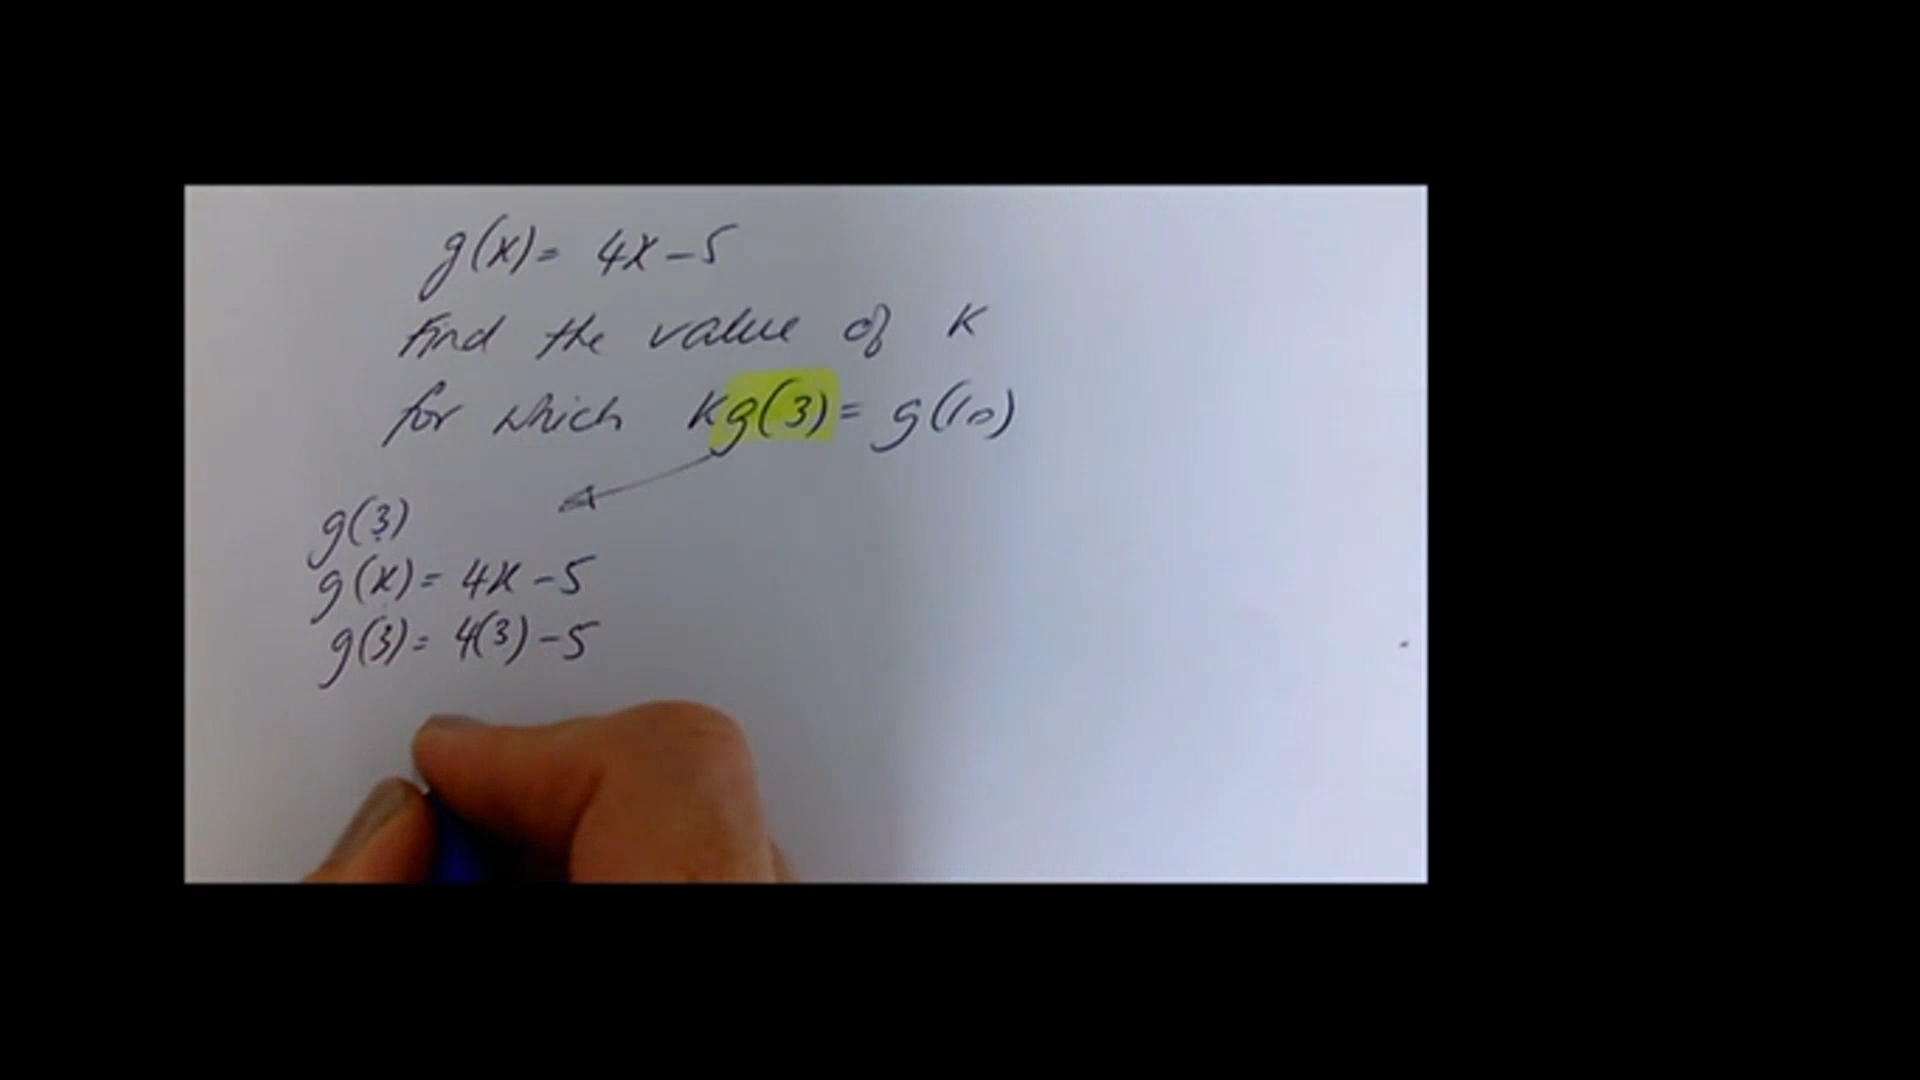 g(x) = 4x - 5
Find the value of K
for which Kg(3) = g(10)
g(3)
g(x) = 4x - 5
g(3) = 4(3) - 5